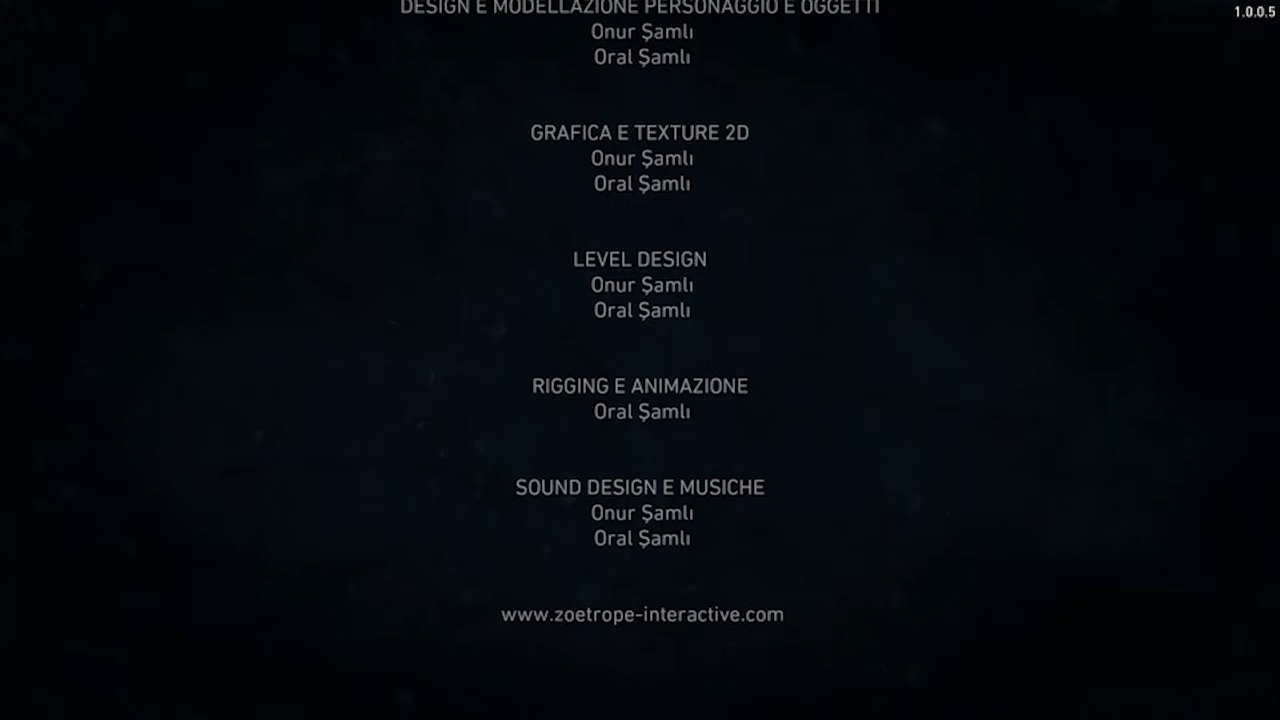 DESIGN E MODELLAZIONE PERSONAGGIO E OGGETTI
1.0.0.5
Onur Şamlı
Oral Şamlı
GRAFICA E TEXTURE 2D
Onur Şamlı
Oral Şamlı
LEVEL DESIGN
Onur Şamlı
Oral Şamlı
RIGGING E ANIMAZIONE
Oral Şamlı
SOUND DESIGN E MUSICHE
Onur Şamlı
Oral Şamlı
www.zoetrope-interactive.com